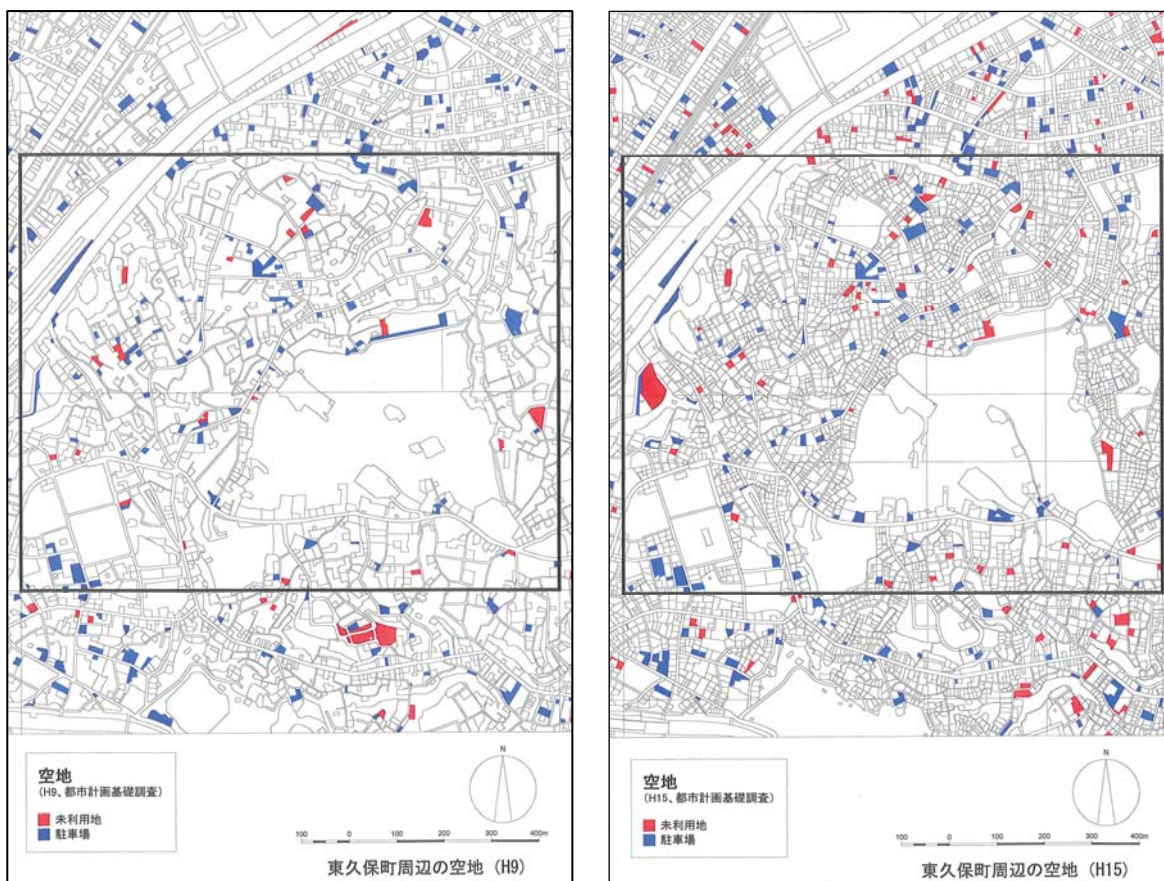 空地
(H9、都市計画基礎調査)
未利用地
駐車場
N
100 0 100 200 300 400m
東久保町周辺の空地 (H9)
空地
(H15、都市計画基礎調査)
未利用地
駐車場
N
100 0 100 200 300 400m
東久保町周辺の空地 (H15)